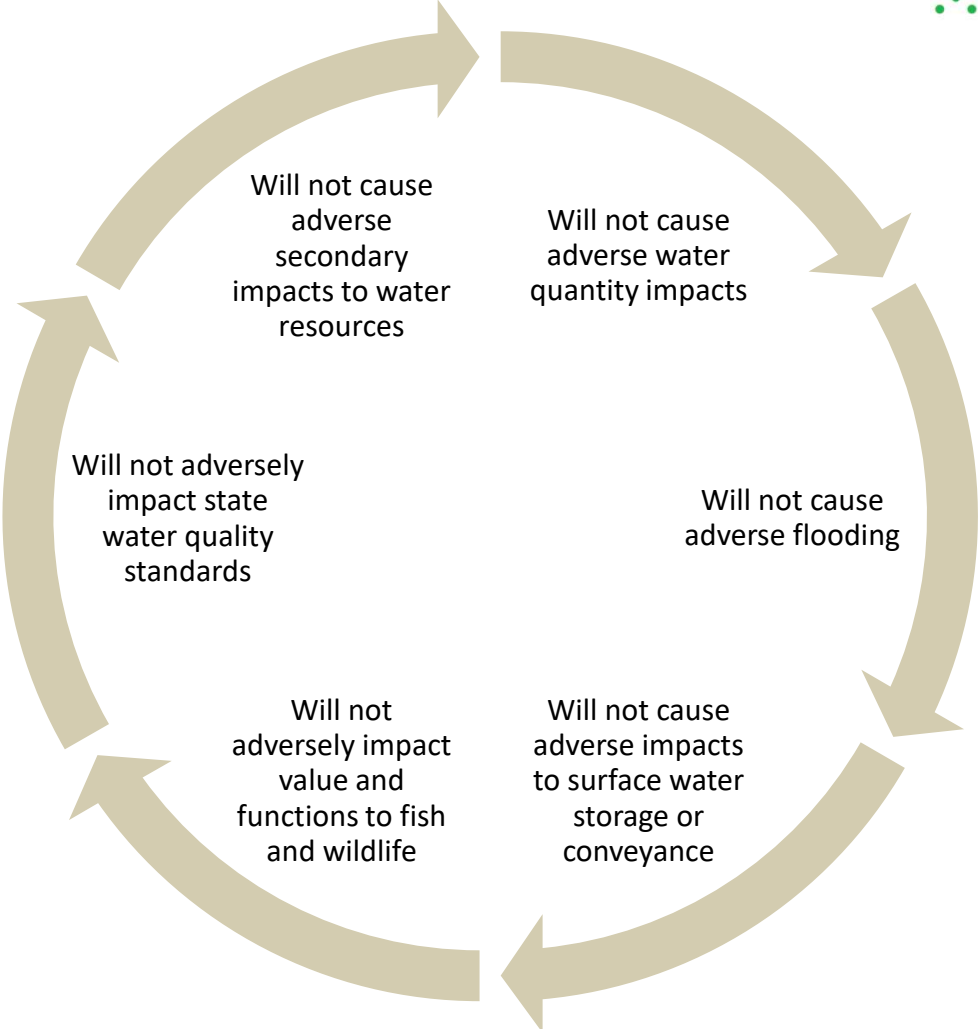 Will not cause
adverse
secondary
impacts to water
resources
Will not cause
adverse water
quantity impacts
Will not cause
adverse flooding
Will not cause
adverse impacts
to surface water
storage or
conveyance
Will not
adversely impact
value and
functions to fish
and wildlife
Will not adversely
impact state
water quality
standards